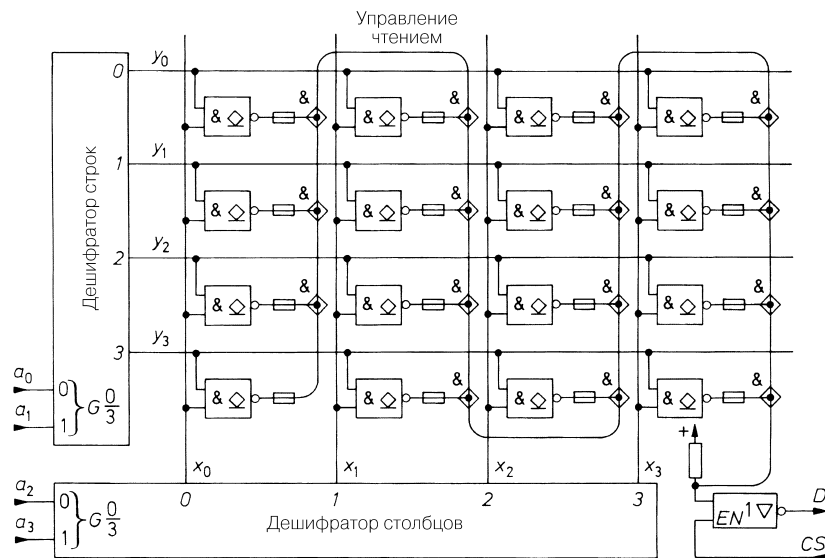 Управление
чтением
Дешифратор строк
0 y₀
& & & &
& & & &
1 y₁
& & & &
& & & &
2 y₂
& & & &
& & & &
3 y₃
& & &
& & & &
a₀ 0
a₁ 1
} G 0/3
+
x₀ x₁ x₂ x₃
0 1 2 3
a₂ 0
a₃ 1
} G 0/3
Дешифратор столбцов
EN 1 ▽
D
CS